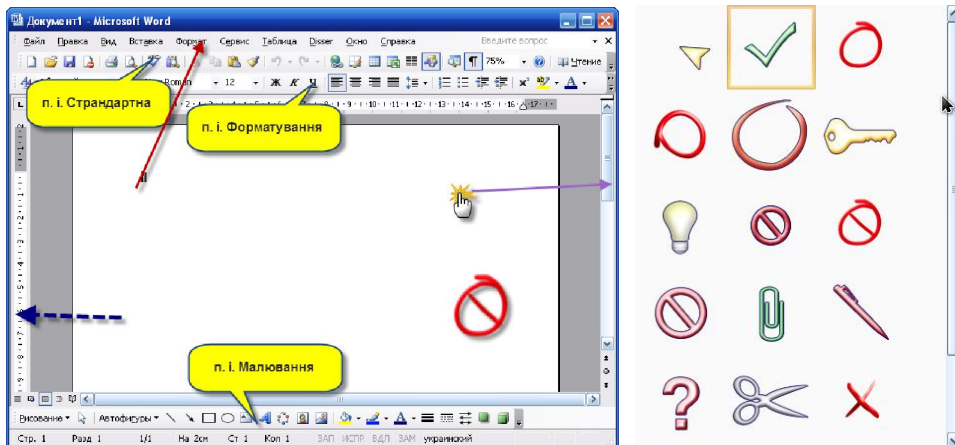 Документ1 - Microsoft Word
Файл Правка Вид Вставка Формат Сервис Таблица Disser Окно Справка Введите вопрос
75% Чтение
Roman 12 Ж К Ч
п. і. Страндартна
п. і. Форматування
п. і. Малювання
Рисование Автофигуры
Стр. 1 Разд 1 1/1 На 2см Ст 1 Кол 1 ЗАП ИСПР ВДЛ ЗАМ украинский